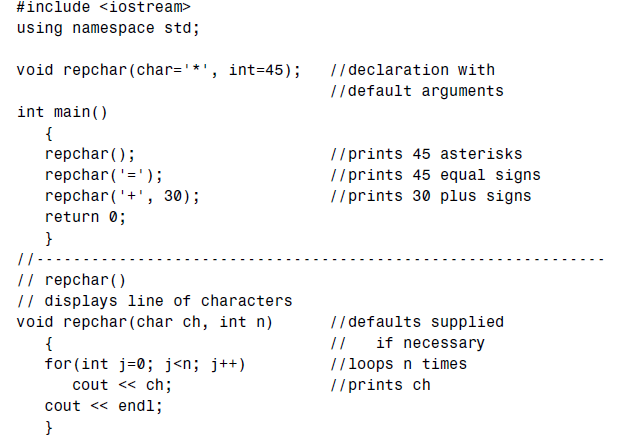 #include <iostream>
using namespace std;
void repchar(char='*', int=45);   //declaration with
                                  //default arguments
int main()
   {
   repchar();                     //prints 45 asterisks
   repchar('=');                  //prints 45 equal signs
   repchar('+', 30);              //prints 30 plus signs
   return 0;
   }
//--------------------------------------------------------------
// repchar()
// displays line of characters
void repchar(char ch, int n)      //defaults supplied
   {                              //   if necessary
   for(int j=0; j<n; j++)         //loops n times
      cout << ch;                 //prints ch
   cout << endl;
   }